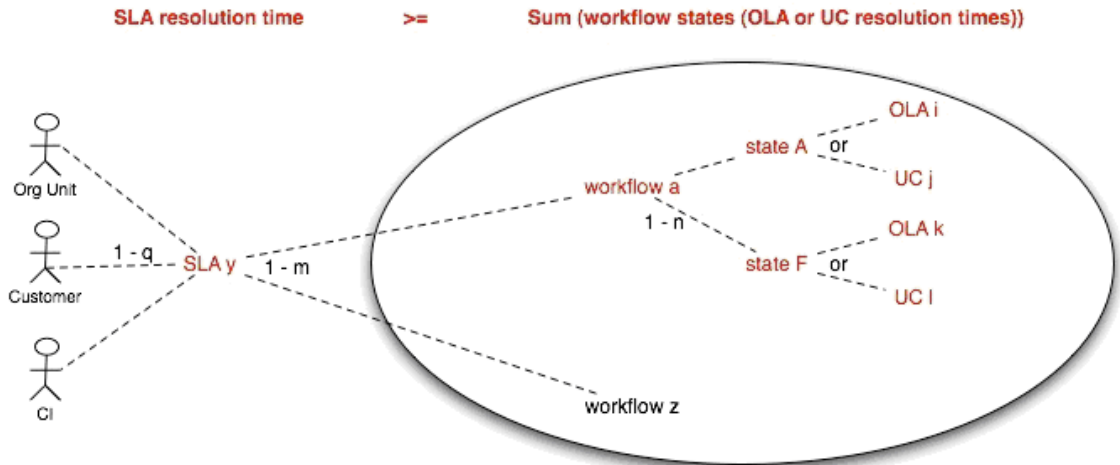 SLA resolution time >= Sum (workflow states (OLA or UC resolution times))
OLA i
state A or
UC j
Org Unit
workflow a
1 - n
OLA k
1 - q
SLA y
1 - m
state F or
Customer
UC l
CI
workflow z